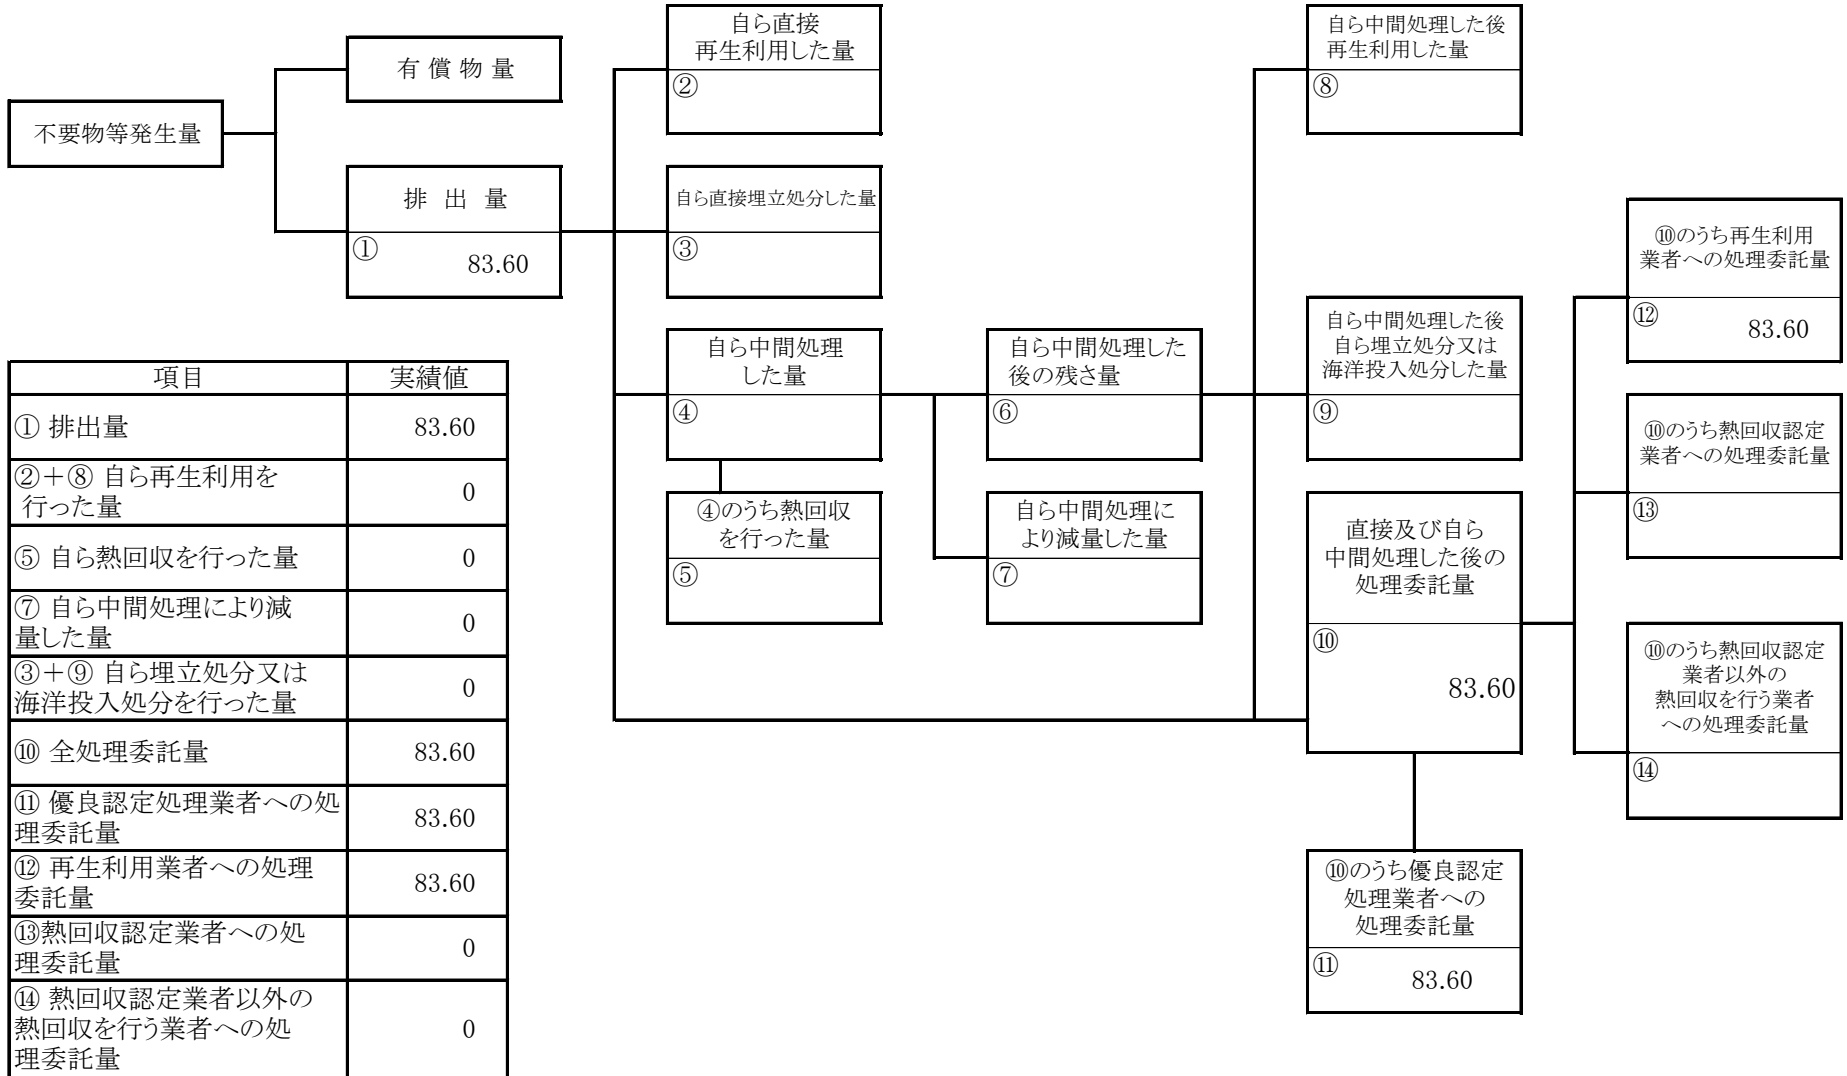 不要物等発生量
有 償 物 量
排 出 量
①
83.60
自ら直接
再生利用した量
②
自ら直接埋立処分した量
③
自ら中間処理
した量
④
④のうち熱回収
を行った量
⑤
自ら中間処理した
後の残さ量
⑥
自ら中間処理に
より減量した量
⑦
自ら中間処理した後
再生利用した量
⑧
自ら中間処理した後
自ら埋立処分又は
海洋投入処分した量
⑨
直接及び自ら
中間処理した後の
処理委託量
⑩
83.60
⑩のうち優良認定
処理業者への
処理委託量
⑪
83.60
⑩のうち再生利用
業者への処理委託量
⑫
83.60
⑩のうち熱回収認定
業者への処理委託量
⑬
⑩のうち熱回収認定
業者以外の
熱回収を行う業者
への処理委託量
⑭
項目 実績値
① 排出量 83.60
②＋⑧ 自ら再生利用を
行った量 0
⑤ 自ら熱回収を行った量 0
⑦ 自ら中間処理により減
量した量 0
③＋⑨ 自ら埋立処分又は
海洋投入処分を行った量 0
⑩ 全処理委託量 83.60
⑪ 優良認定処理業者への処
理委託量 83.60
⑫ 再生利用業者への処理
委託量 83.60
⑬熱回収認定業者への処
理委託量 0
⑭ 熱回収認定業者以外の
熱回収を行う業者への処
理委託量 0